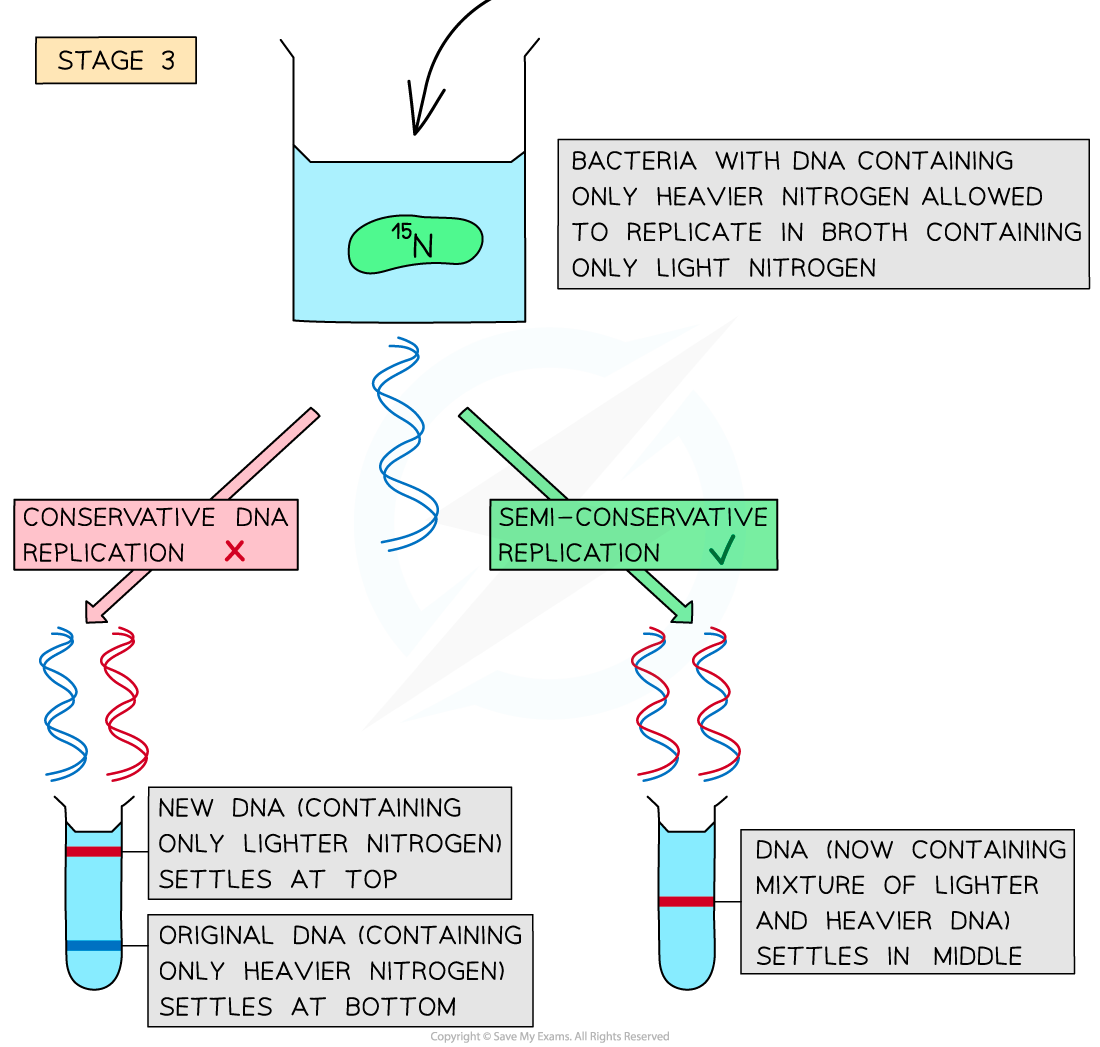 STAGE 3
BACTERIA WITH DNA CONTAINING
ONLY HEAVIER NITROGEN ALLOWED
TO REPLICATE IN BROTH CONTAINING
ONLY LIGHT NITROGEN
¹⁵N
CONSERVATIVE DNA
REPLICATION ✗
SEMI-CONSERVATIVE
REPLICATION ✓
NEW DNA (CONTAINING
ONLY LIGHTER NITROGEN)
SETTLES AT TOP
ORIGINAL DNA (CONTAINING
ONLY HEAVIER NITROGEN)
SETTLES AT BOTTOM
DNA (NOW CONTAINING
MIXTURE OF LIGHTER
AND HEAVIER DNA)
SETTLES IN MIDDLE
Copyright © Save My Exams. All Rights Reserved